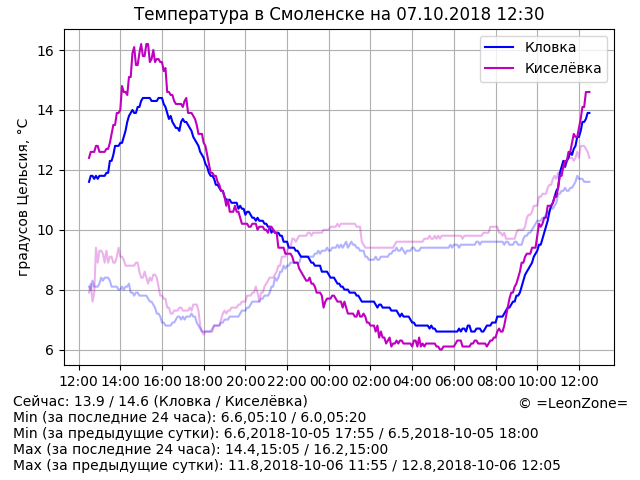 Температура в Смоленске на 07.10.2018 12:30
Кловка
Киселёвка
градусов Цельсия, °C
16
14
12
10
8
6
12:00 14:00 16:00 18:00 20:00 22:00 00:00 02:00 04:00 06:00 08:00 10:00 12:00
Сейчас: 13.9 / 14.6 (Кловка / Киселёвка)
© =LeonZone=
Min (за последние 24 часа): 6.6,05:10 / 6.0,05:20
Min (за предыдущие сутки): 6.6,2018-10-05 17:55 / 6.5,2018-10-05 18:00
Max (за последние 24 часа): 14.4,15:05 / 16.2,15:00
Max (за предыдущие сутки): 11.8,2018-10-06 11:55 / 12.8,2018-10-06 12:05